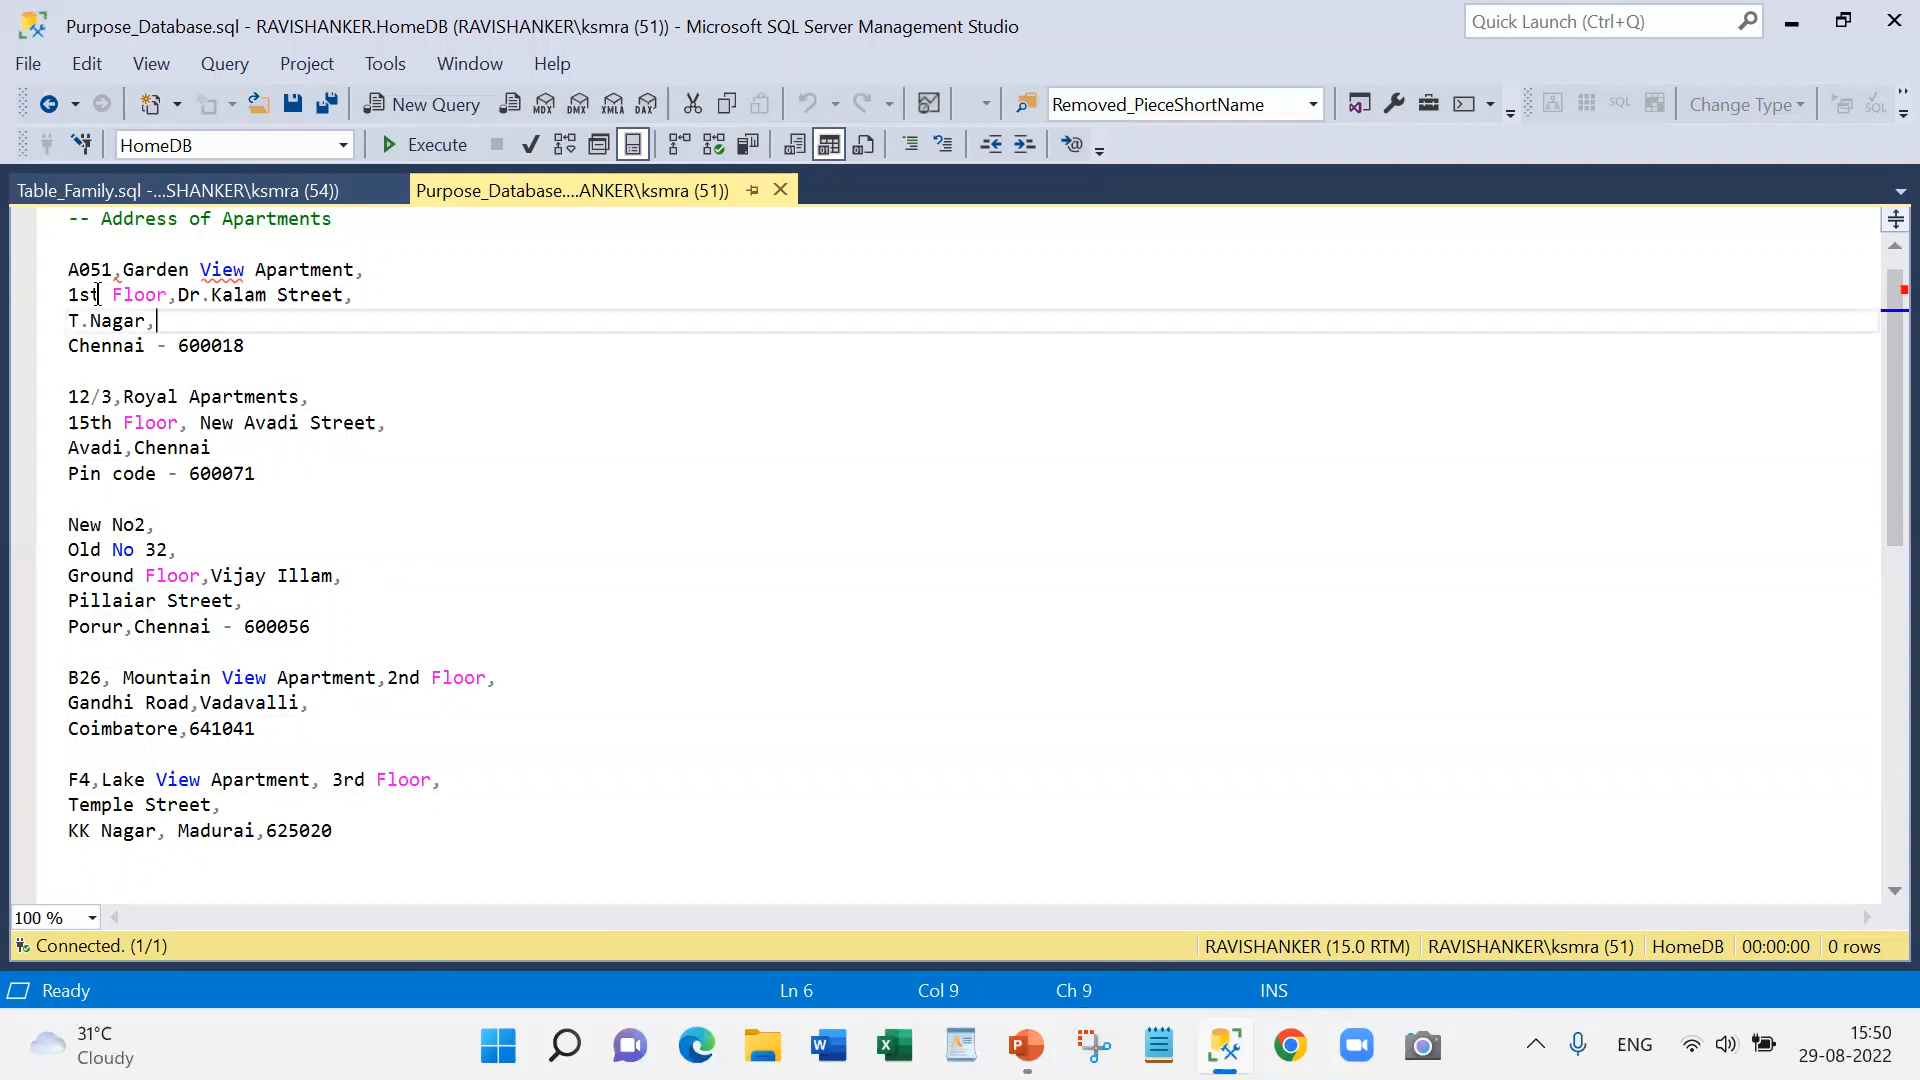 Purpose_Database.sql - RAVISHANKER.HomeDB (RAVISHANKER\ksmra (51)) - Microsoft SQL Server Management Studio
Quick Launch (Ctrl+Q)
File Edit View Query Project Tools Window Help
New Query
MDX DMX XMLA DAX
Removed_PieceShortName
SQL
Change Type
SQL
HomeDB
Execute
Table_Family.sql -...SHANKER\ksmra (54))
Purpose_Database....ANKER\ksmra (51))
-- Address of Apartments
A051,Garden View Apartment,
1st Floor,Dr.Kalam Street,
T.Nagar,
Chennai - 600018
12/3,Royal Apartments,
15th Floor, New Avadi Street,
Avadi,Chennai
Pin code - 600071
New No2,
Old No 32,
Ground Floor,Vijay Illam,
Pillaiar Street,
Porur,Chennai - 600056
B26, Mountain View Apartment,2nd Floor,
Gandhi Road,Vadavalli,
Coimbatore,641041
F4,Lake View Apartment, 3rd Floor,
Temple Street,
KK Nagar, Madurai,625020
100 %
Connected. (1/1)
RAVISHANKER (15.0 RTM) RAVISHANKER\ksmra (51) HomeDB 00:00:00 0 rows
Ready
Ln 6
Col 9
Ch 9
INS
31°C
Cloudy
ENG
15:50
29-08-2022